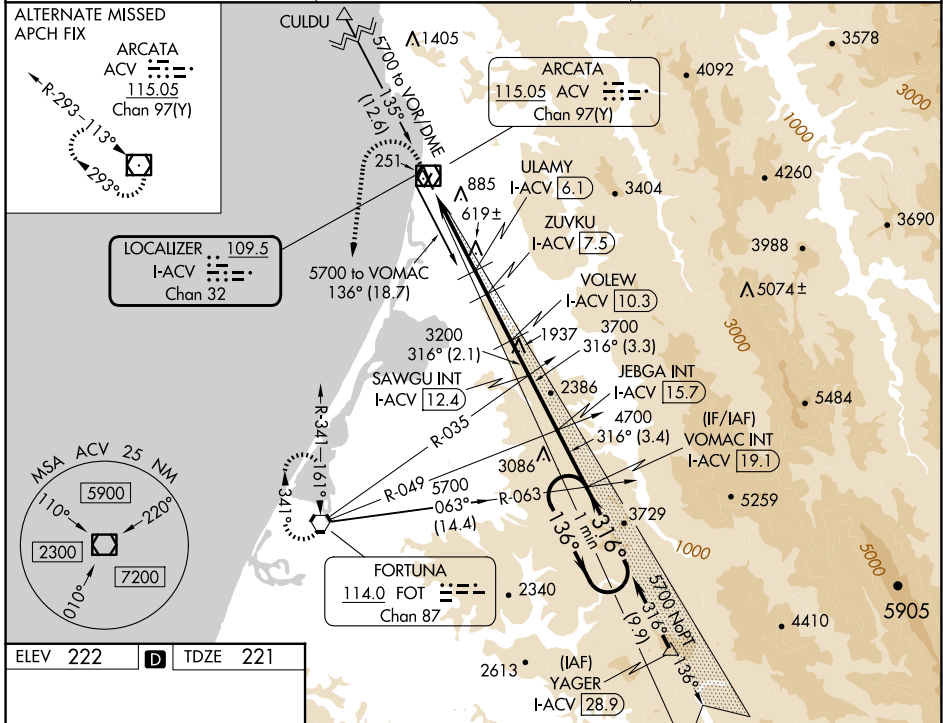 ALTERNATE MISSED
APCH FIX
ARCATA
ACV
115.05
Chan 97(Y)
R-293
113°
293°
CULDU
5700 to VOR/DME
135°
(12.6)
1405
ARCATA
115.05 ACV
Chan 97(Y)
3578
4092
3000
1000
251
885
619±
ULAMY
I-ACV 6.1
3404
4260
3690
ZUVKU
I-ACV 7.5
3988
LOCALIZER 109.5
I-ACV
Chan 32
5700 to VOMAC
136° (18.7)
VOLEW
I-ACV 10.3
5074±
3000
3200
316° (2.1)
1937
3700
316° (3.3)
SAWGU INT
I-ACV 12.4
2386
JEBGA INT
I-ACV 15.7
5484
R-035
4700
316° (3.4)
(IF/IAF)
VOMAC INT
I-ACV 19.1
R-341
161°
341°
3086
R-049
5700
063°
(14.4)
R-063
5259
MSA ACV 25 NM
5900
110°
220°
2300
7200
010°
136°
1 min
316°
3729
1000
5000
FORTUNA
114.0 FOT
Chan 87
2340
5700 NoPT
316°
(9.9)
136°
5905
4410
2613
(IAF)
YAGER
I-ACV 28.9
ELEV 222 D TDZE 221